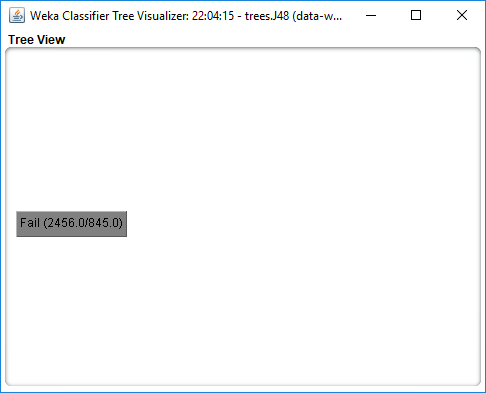 Weka Classifier Tree Visualizer: 22:04:15 - trees.J48 (data-w...
Tree View
Fail (2456.0/845.0)